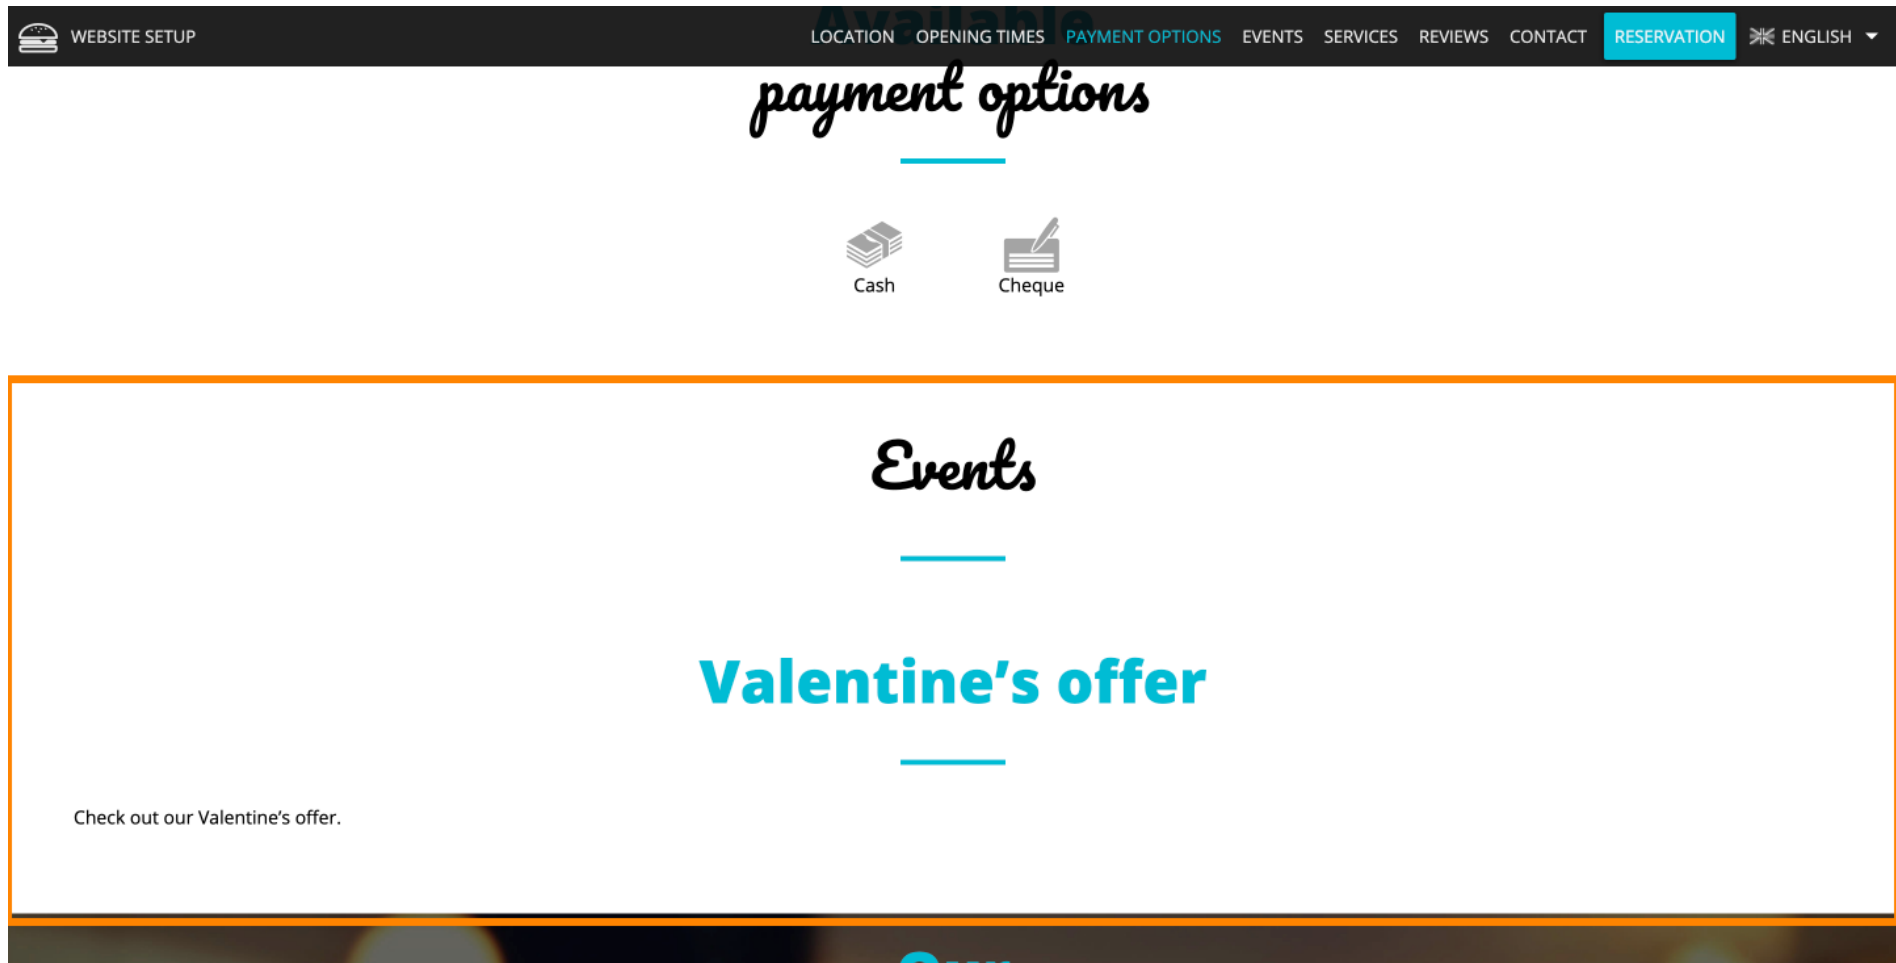 Available
WEBSITE SETUP
LOCATION OPENING TIMES PAYMENT OPTIONS EVENTS SERVICES REVIEWS CONTACT RESERVATION ENGLISH
payment options
Cash Cheque
Events
Valentine’s offer
Check out our Valentine’s offer.